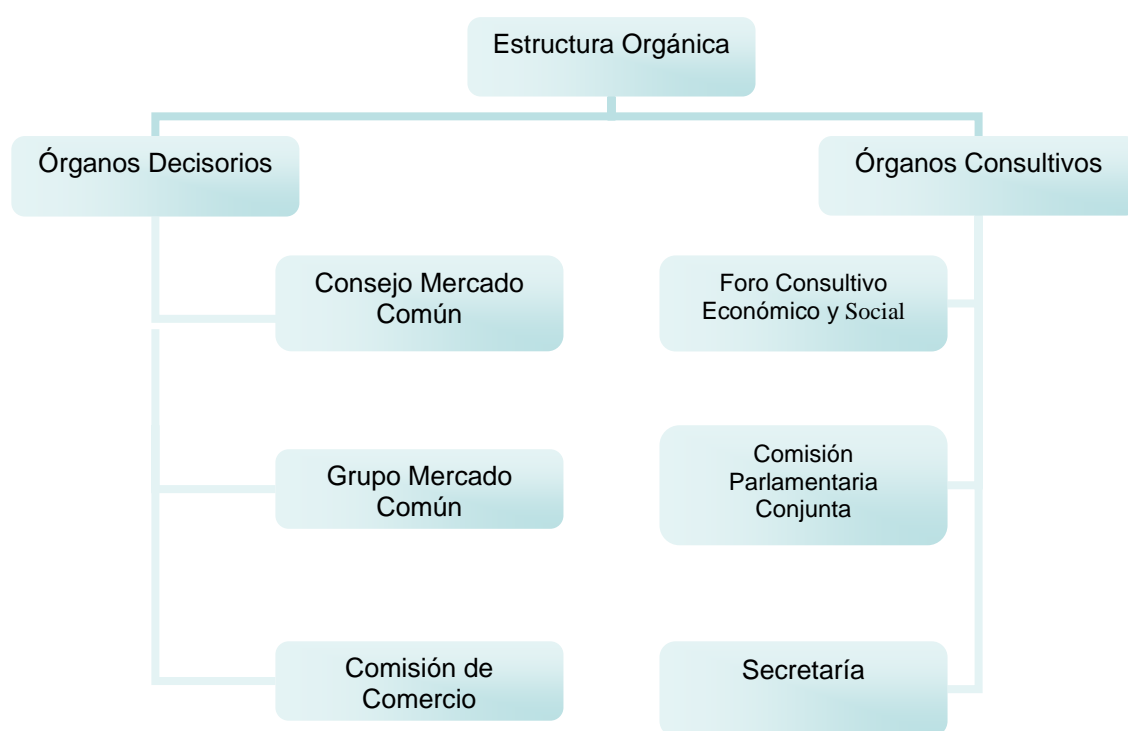 Estructura Orgánica
Órganos Decisorios
Órganos Consultivos
Consejo Mercado
Común
Foro Consultivo
Económico y Social
Grupo Mercado
Común
Comisión
Parlamentaria
Conjunta
Comisión de
Comercio
Secretaría